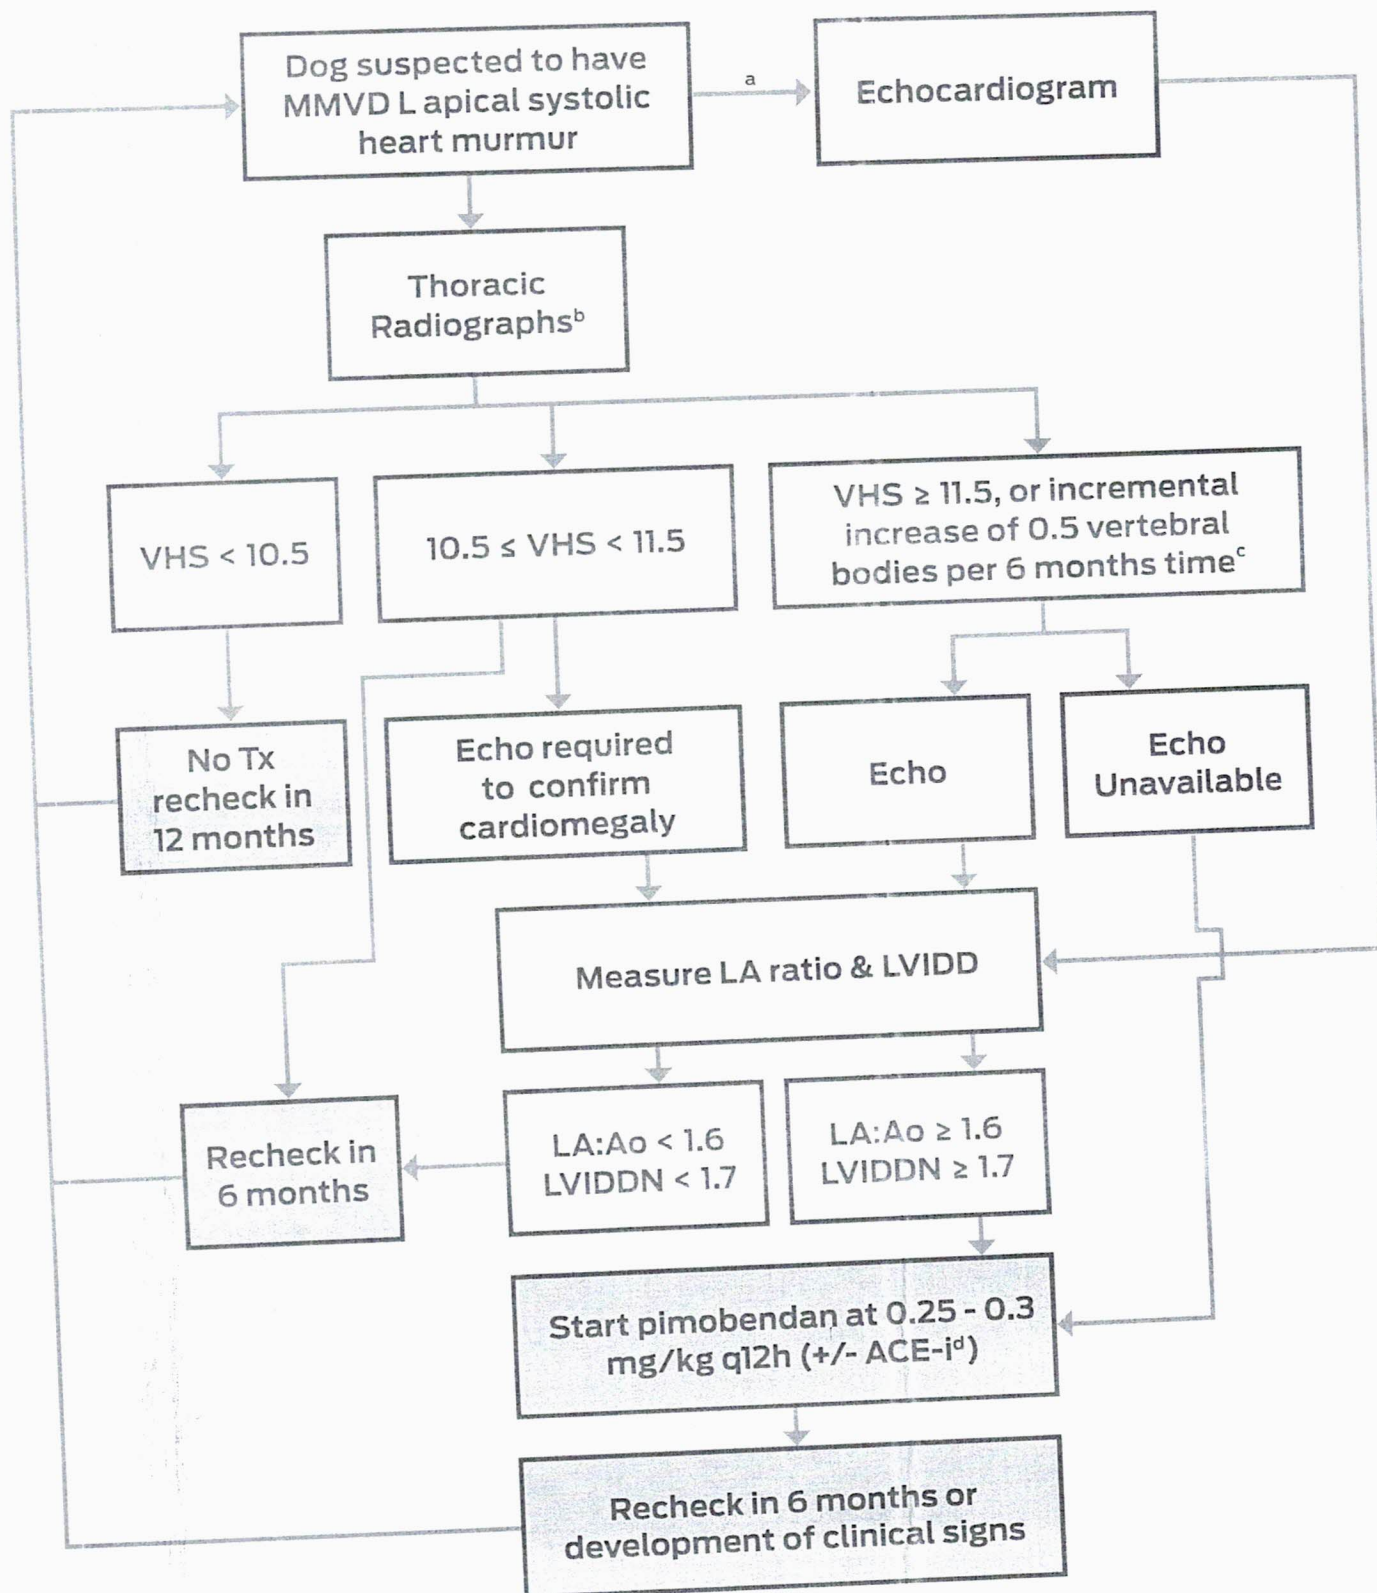 Dog suspected to have
MMVD L apical systolic
heart murmur
a
Echocardiogram
Thoracic
Radiographsᵇ
VHS < 10.5
10.5 ≤ VHS < 11.5
VHS ≥ 11.5, or incremental
increase of 0.5 vertebral
bodies per 6 months timeᶜ
No Tx
recheck in
12 months
Echo required
to confirm
cardiomegaly
Echo
Echo
Unavailable
Measure LA ratio & LVIDD
Recheck in
6 months
LA:Ao < 1.6
LVIDDN < 1.7
LA:Ao ≥ 1.6
LVIDDN ≥ 1.7
Start pimobendan at 0.25 - 0.3
mg/kg q12h (+/- ACE-iᵈ)
Recheck in 6 months or
development of clinical signs